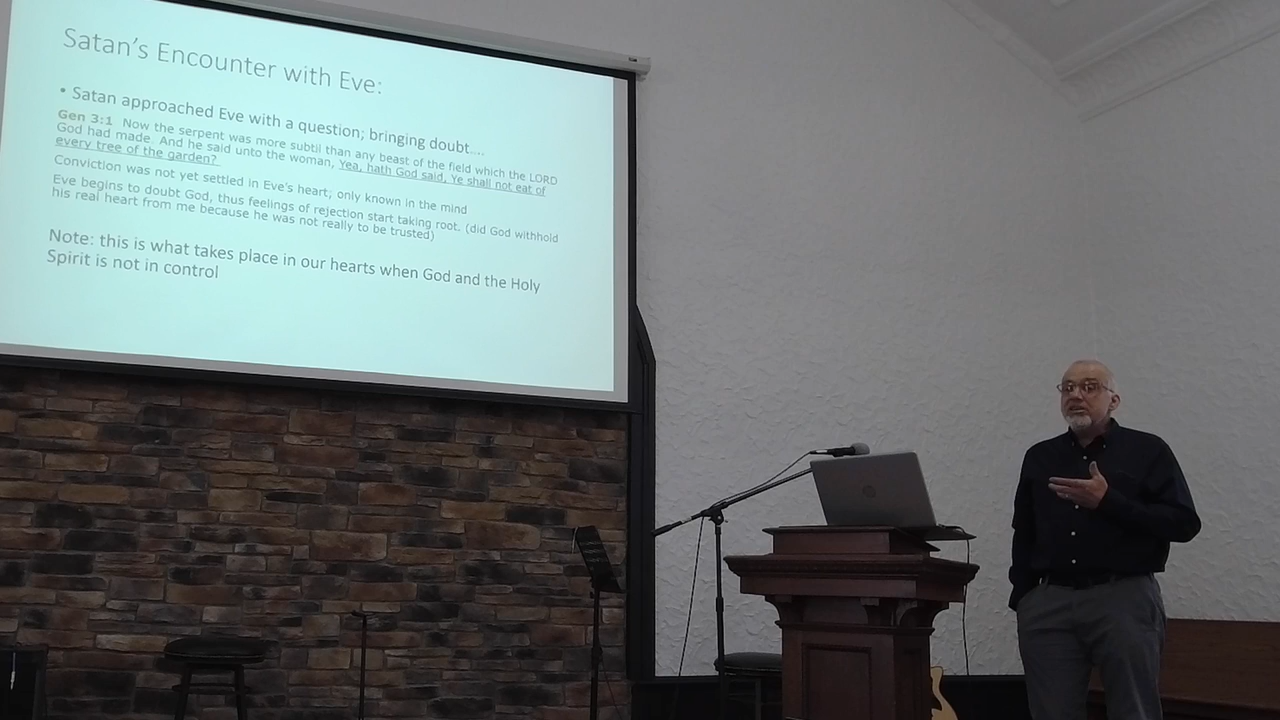 Satan's Encounter with Eve:
• Satan approached Eve with a question; bringing doubt....
Gen 3:1 Now the serpent was more subtil than any beast of the field which the LORD
God had made. And he said unto the woman, Yea, hath God said, Ye shall not eat of
every tree of the garden?
Conviction was not yet settled in Eve's heart; only known in the mind
Eve begins to doubt God, thus feelings of rejection start taking root. (did God withhold
his real heart from me because he was not really to be trusted)
Note: this is what takes place in our hearts when God and the Holy
Spirit is not in control